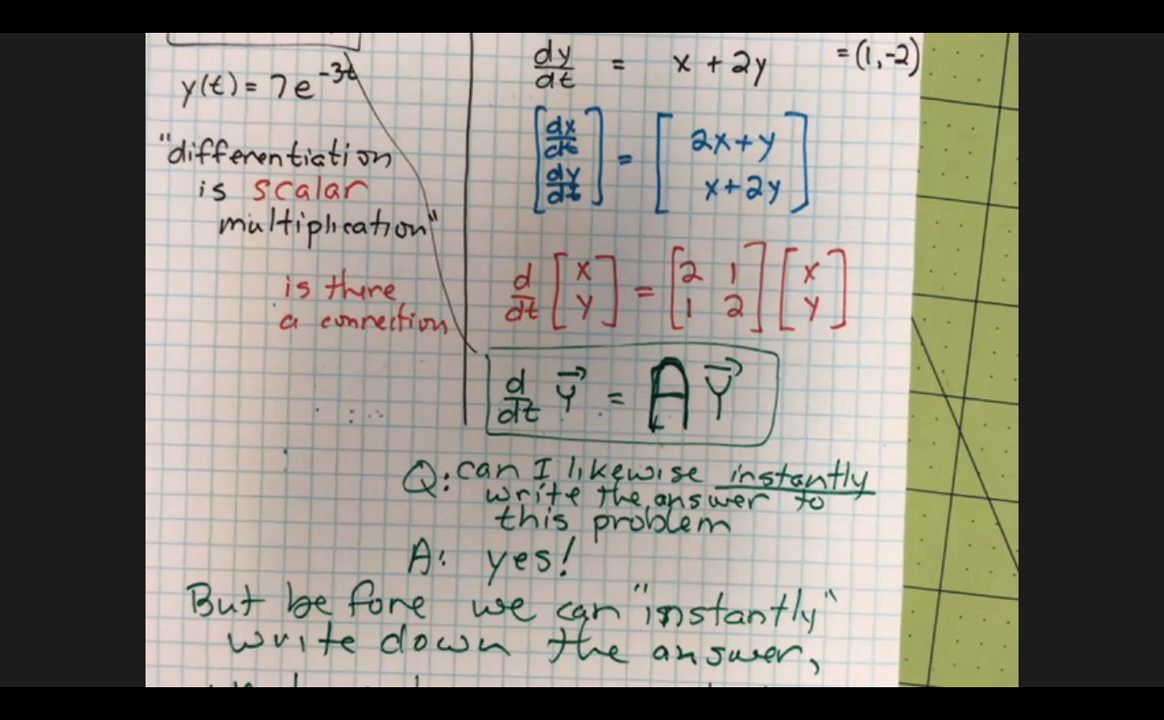 y(t) = 7e^{-3t}
"differentiation
is scalar
multiplication"
is there
a connection
dy/dt = x + 2y = (1,-2)
[dx/dt dy/dt] = [2x+y x+2y]
d/dt [x y] = [2 1 1 2] [x y]
d/dt Y⃗ = A Y⃗
Q: can I likewise instantly
write the answer to
this problem
A: yes!
But before we can "instantly"
write down the answer,